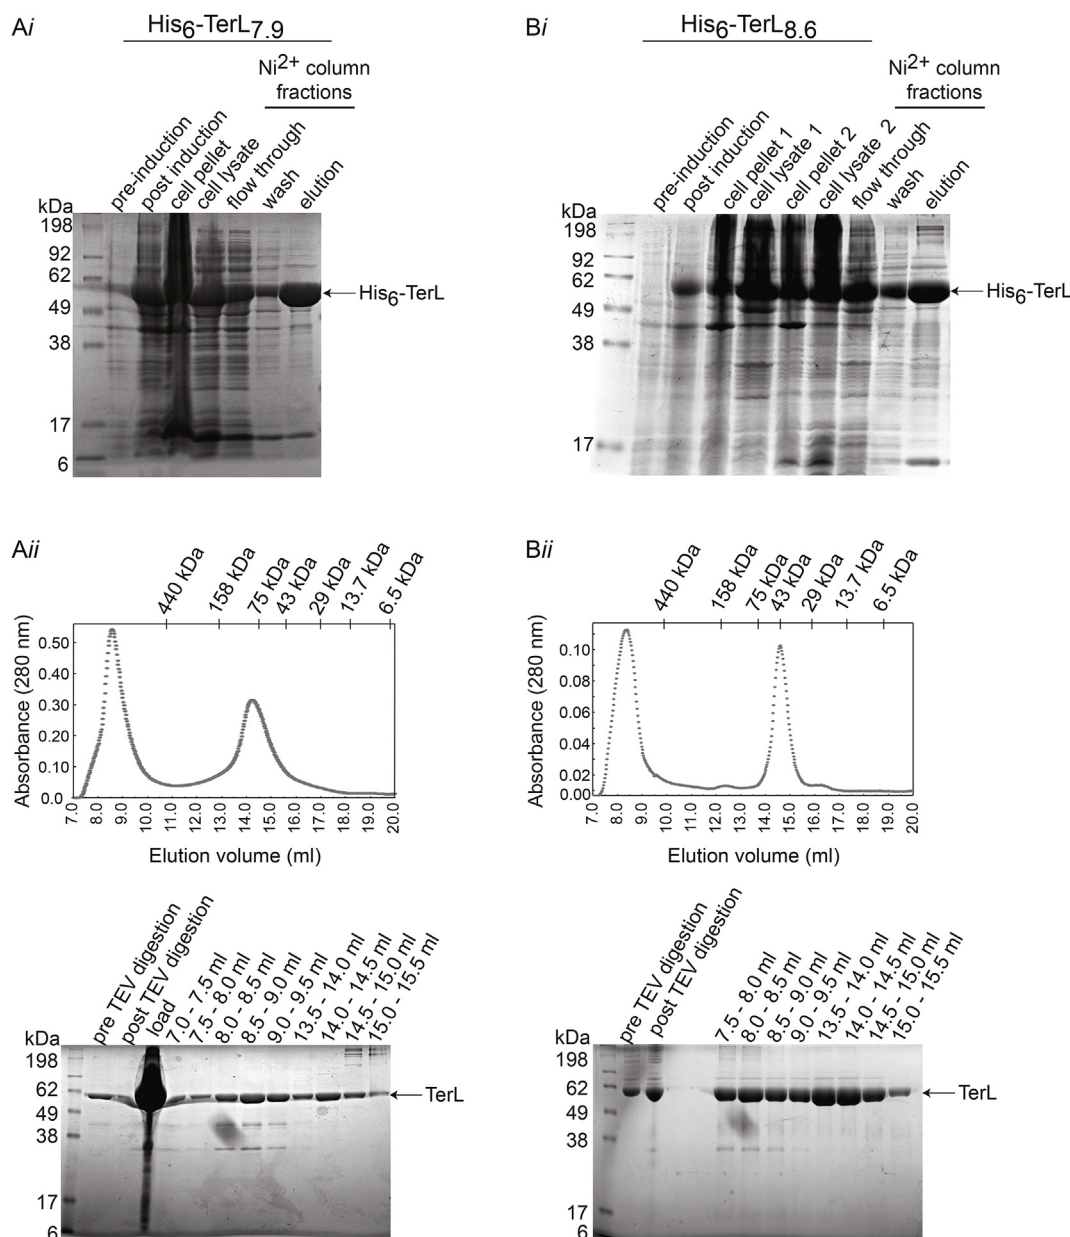 Ai
His6-TerL7.9
Ni2+ column
fractions
pre-induction
post induction
cell pellet
cell lysate
flow through
wash
elution
kDa
198
92
62
49
38
17
6
His6-TerL
Bi
His6-TerL8.6
Ni2+ column
fractions
pre-induction
post induction
cell pellet 1
cell lysate 1
cell pellet 2
cell lysate 2
flow through
wash
elution
kDa
198
92
62
49
38
17
His6-TerL
Aii
440 kDa
158 kDa
75 kDa
43 kDa
29 kDa
13.7 kDa
6.5 kDa
Absorbance (280 nm)
0.50
0.40
0.30
0.20
0.10
0.0
7.0 8.0 9.0 10.0 11.0 12.0 13.0 14.0 15.0 16.0 17.0 18.0 19.0 20.0
Elution volume (ml)
Bii
440 kDa
158 kDa
75 kDa
43 kDa
29 kDa
13.7 kDa
6.5 kDa
Absorbance (280 nm)
0.10
0.08
0.06
0.04
0.02
0.00
7.0 8.0 9.0 10.0 11.0 12.0 13.0 14.0 15.0 16.0 17.0 18.0 19.0 20.0
Elution volume (ml)
pre TEV digestion
post TEV digestion
load
7.0 - 7.5 ml
7.5 - 8.0 ml
8.0 - 8.5 ml
8.5 - 9.0 ml
9.0 - 9.5 ml
13.5 - 14.0 ml
14.0 - 14.5 ml
14.5 - 15.0 ml
15.0 - 15.5 ml
kDa
198
92
62
49
38
17
6
TerL
pre TEV digestion
post TEV digestion
7.5 - 8.0 ml
8.0 - 8.5 ml
8.5 - 9.0 ml
9.0 - 9.5 ml
13.5 - 14.0 ml
14.0 - 14.5 ml
14.5 - 15.0 ml
15.0 - 15.5 ml
kDa
198
92
62
49
38
17
6
TerL